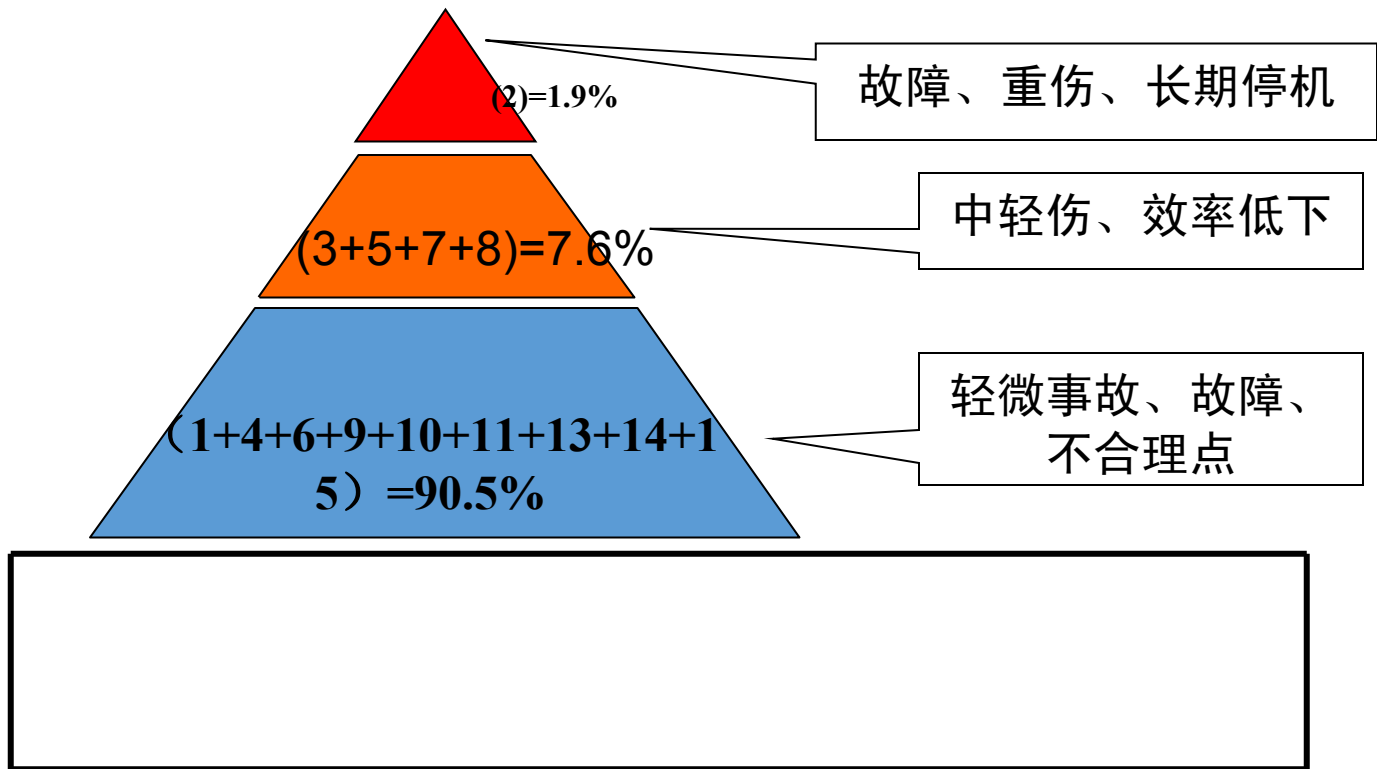 (2)=1.9%
故障、重伤、长期停机
(3+5+7+8)=7.6%
中轻伤、效率低下
（1+4+6+9+10+11+13+14+1
5）=90.5%
轻微事故、故障、
不合理点